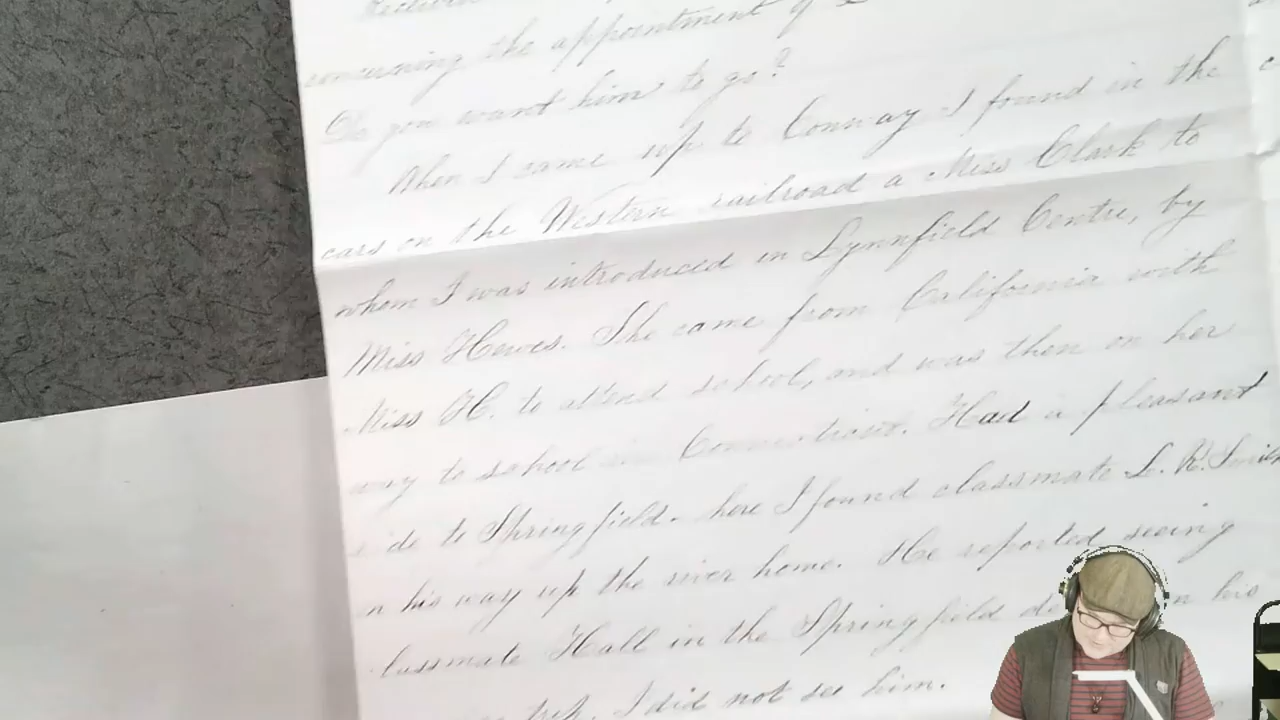 concerning the appointment of
Do you want him to go?
When I came up to Conway I found in the
cars on the Western railroad a Miss Clark to
whom I was introduced in Lynnfield Centre, by
Miss Hewes. She came from California with
Miss H. to attend school, and was then on her
way to school in Connecticut. Had a pleasant
ride to Springfield. here I found classmate L. R. Smith
on his way up the river home. He reported seeing
classmate Hall in the Springfield on his
I did not see him.